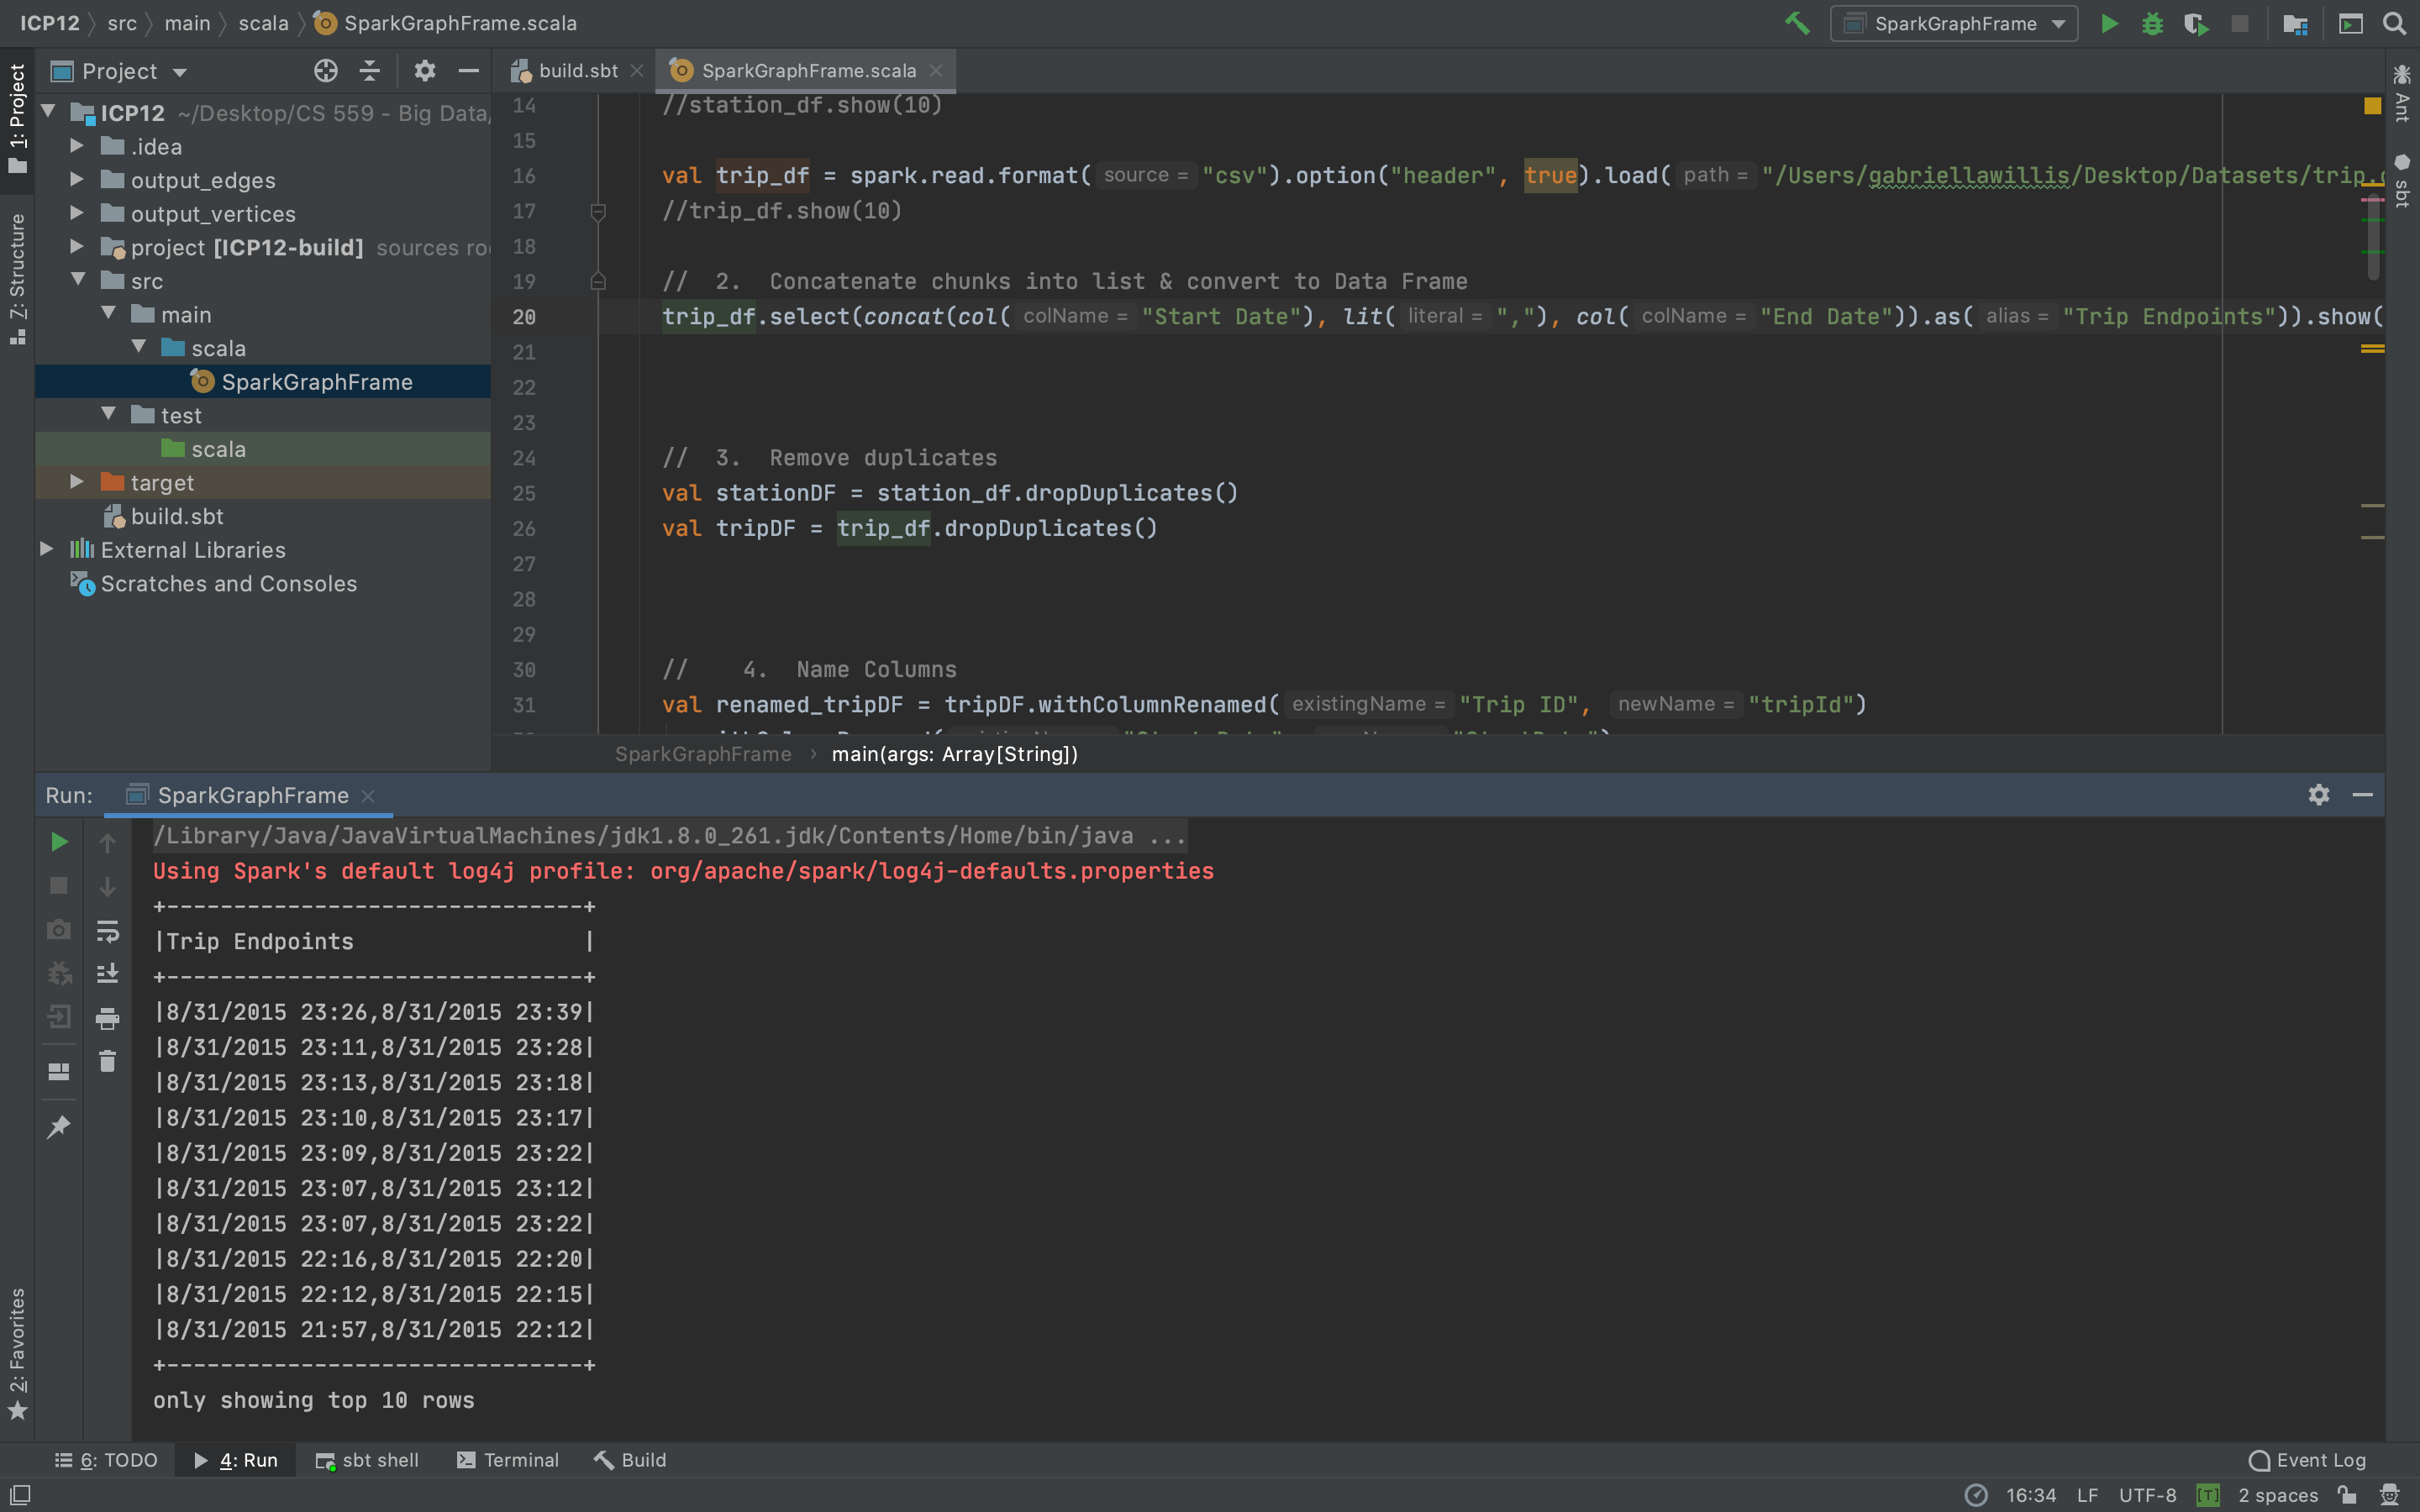 ICP12 src main scala SparkGraphFrame.scala SparkGraphFrame
Project build.sbt SparkGraphFrame.scala
1: Project
7: Structure
2: Favorites
Ant
sbt
ICP12 ~/Desktop/CS 559 - Big Data/
.idea
output_edges
output_vertices
project [ICP12-build] sources
src
main
scala
SparkGraphFrame
test
scala
target
build.sbt
External Libraries
Scratches and Consoles
14 //station_df.show(10)
15
16 val trip_df = spark.read.format( source = "csv").option("header", true).load( path = "/Users/gabriellawillis/Desktop/Datasets/trip.
17 //trip_df.show(10)
18
19 // 2. Concatenate chunks into list & convert to Data Frame
20 trip_df.select(concat(col( colName = "Start Date"), lit( literal = ","), col( colName = "End Date")).as( alias = "Trip Endpoints")).show(
21
22
23
24 // 3. Remove duplicates
25 val stationDF = station_df.dropDuplicates()
26 val tripDF = trip_df.dropDuplicates()
27
28
29
30 // 4. Name Columns
31 val renamed_tripDF = tripDF.withColumnRenamed( existingName = "Trip ID", newName = "tripId")
SparkGraphFrame › main(args: Array[String])
Run: SparkGraphFrame
/Library/Java/JavaVirtualMachines/jdk1.8.0_261.jdk/Contents/Home/bin/java ...
Using Spark's default log4j profile: org/apache/spark/log4j-defaults.properties
+-------------------------------+
|Trip Endpoints                 |
+-------------------------------+
|8/31/2015 23:26,8/31/2015 23:39|
|8/31/2015 23:11,8/31/2015 23:28|
|8/31/2015 23:13,8/31/2015 23:18|
|8/31/2015 23:10,8/31/2015 23:17|
|8/31/2015 23:09,8/31/2015 23:22|
|8/31/2015 23:07,8/31/2015 23:12|
|8/31/2015 23:07,8/31/2015 23:22|
|8/31/2015 22:16,8/31/2015 22:20|
|8/31/2015 22:12,8/31/2015 22:15|
|8/31/2015 21:57,8/31/2015 22:12|
+-------------------------------+
only showing top 10 rows
6: TODO 4: Run sbt shell Terminal Build Event Log
16:34 LF UTF-8 [T] 2 spaces